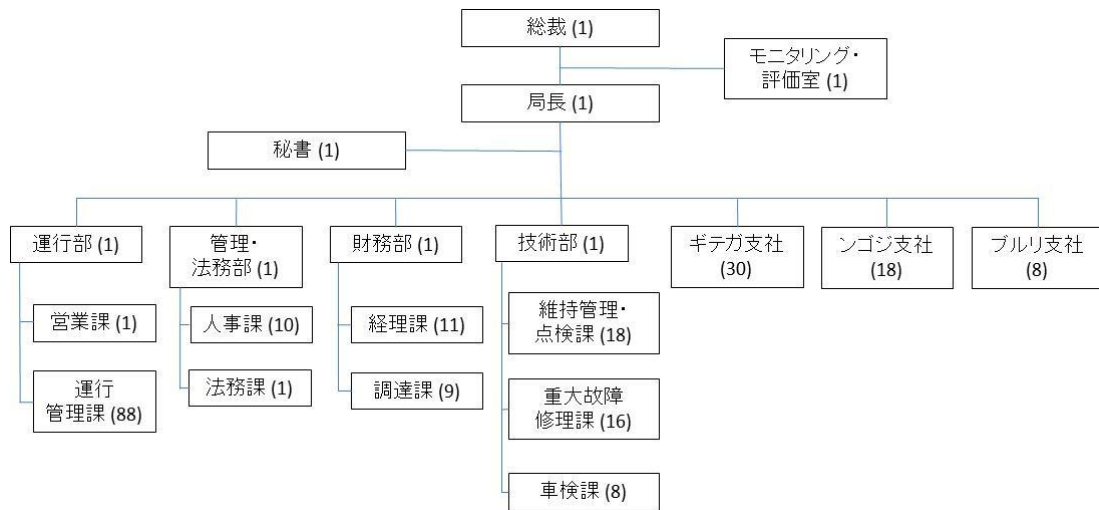 総裁 (1)
モニタリング・
評価室 (1)
局長 (1)
秘書 (1)
運行部 (1)
管理・
法務部 (1)
財務部 (1)
技術部 (1)
ギテガ支社
(30)
ンゴジ支社
(18)
ブルリ支社
(8)
営業課 (1)
運行
管理課 (88)
人事課 (10)
法務課 (1)
経理課 (11)
調達課 (9)
維持管理・
点検課 (18)
重大故障
修理課 (16)
車検課 (8)